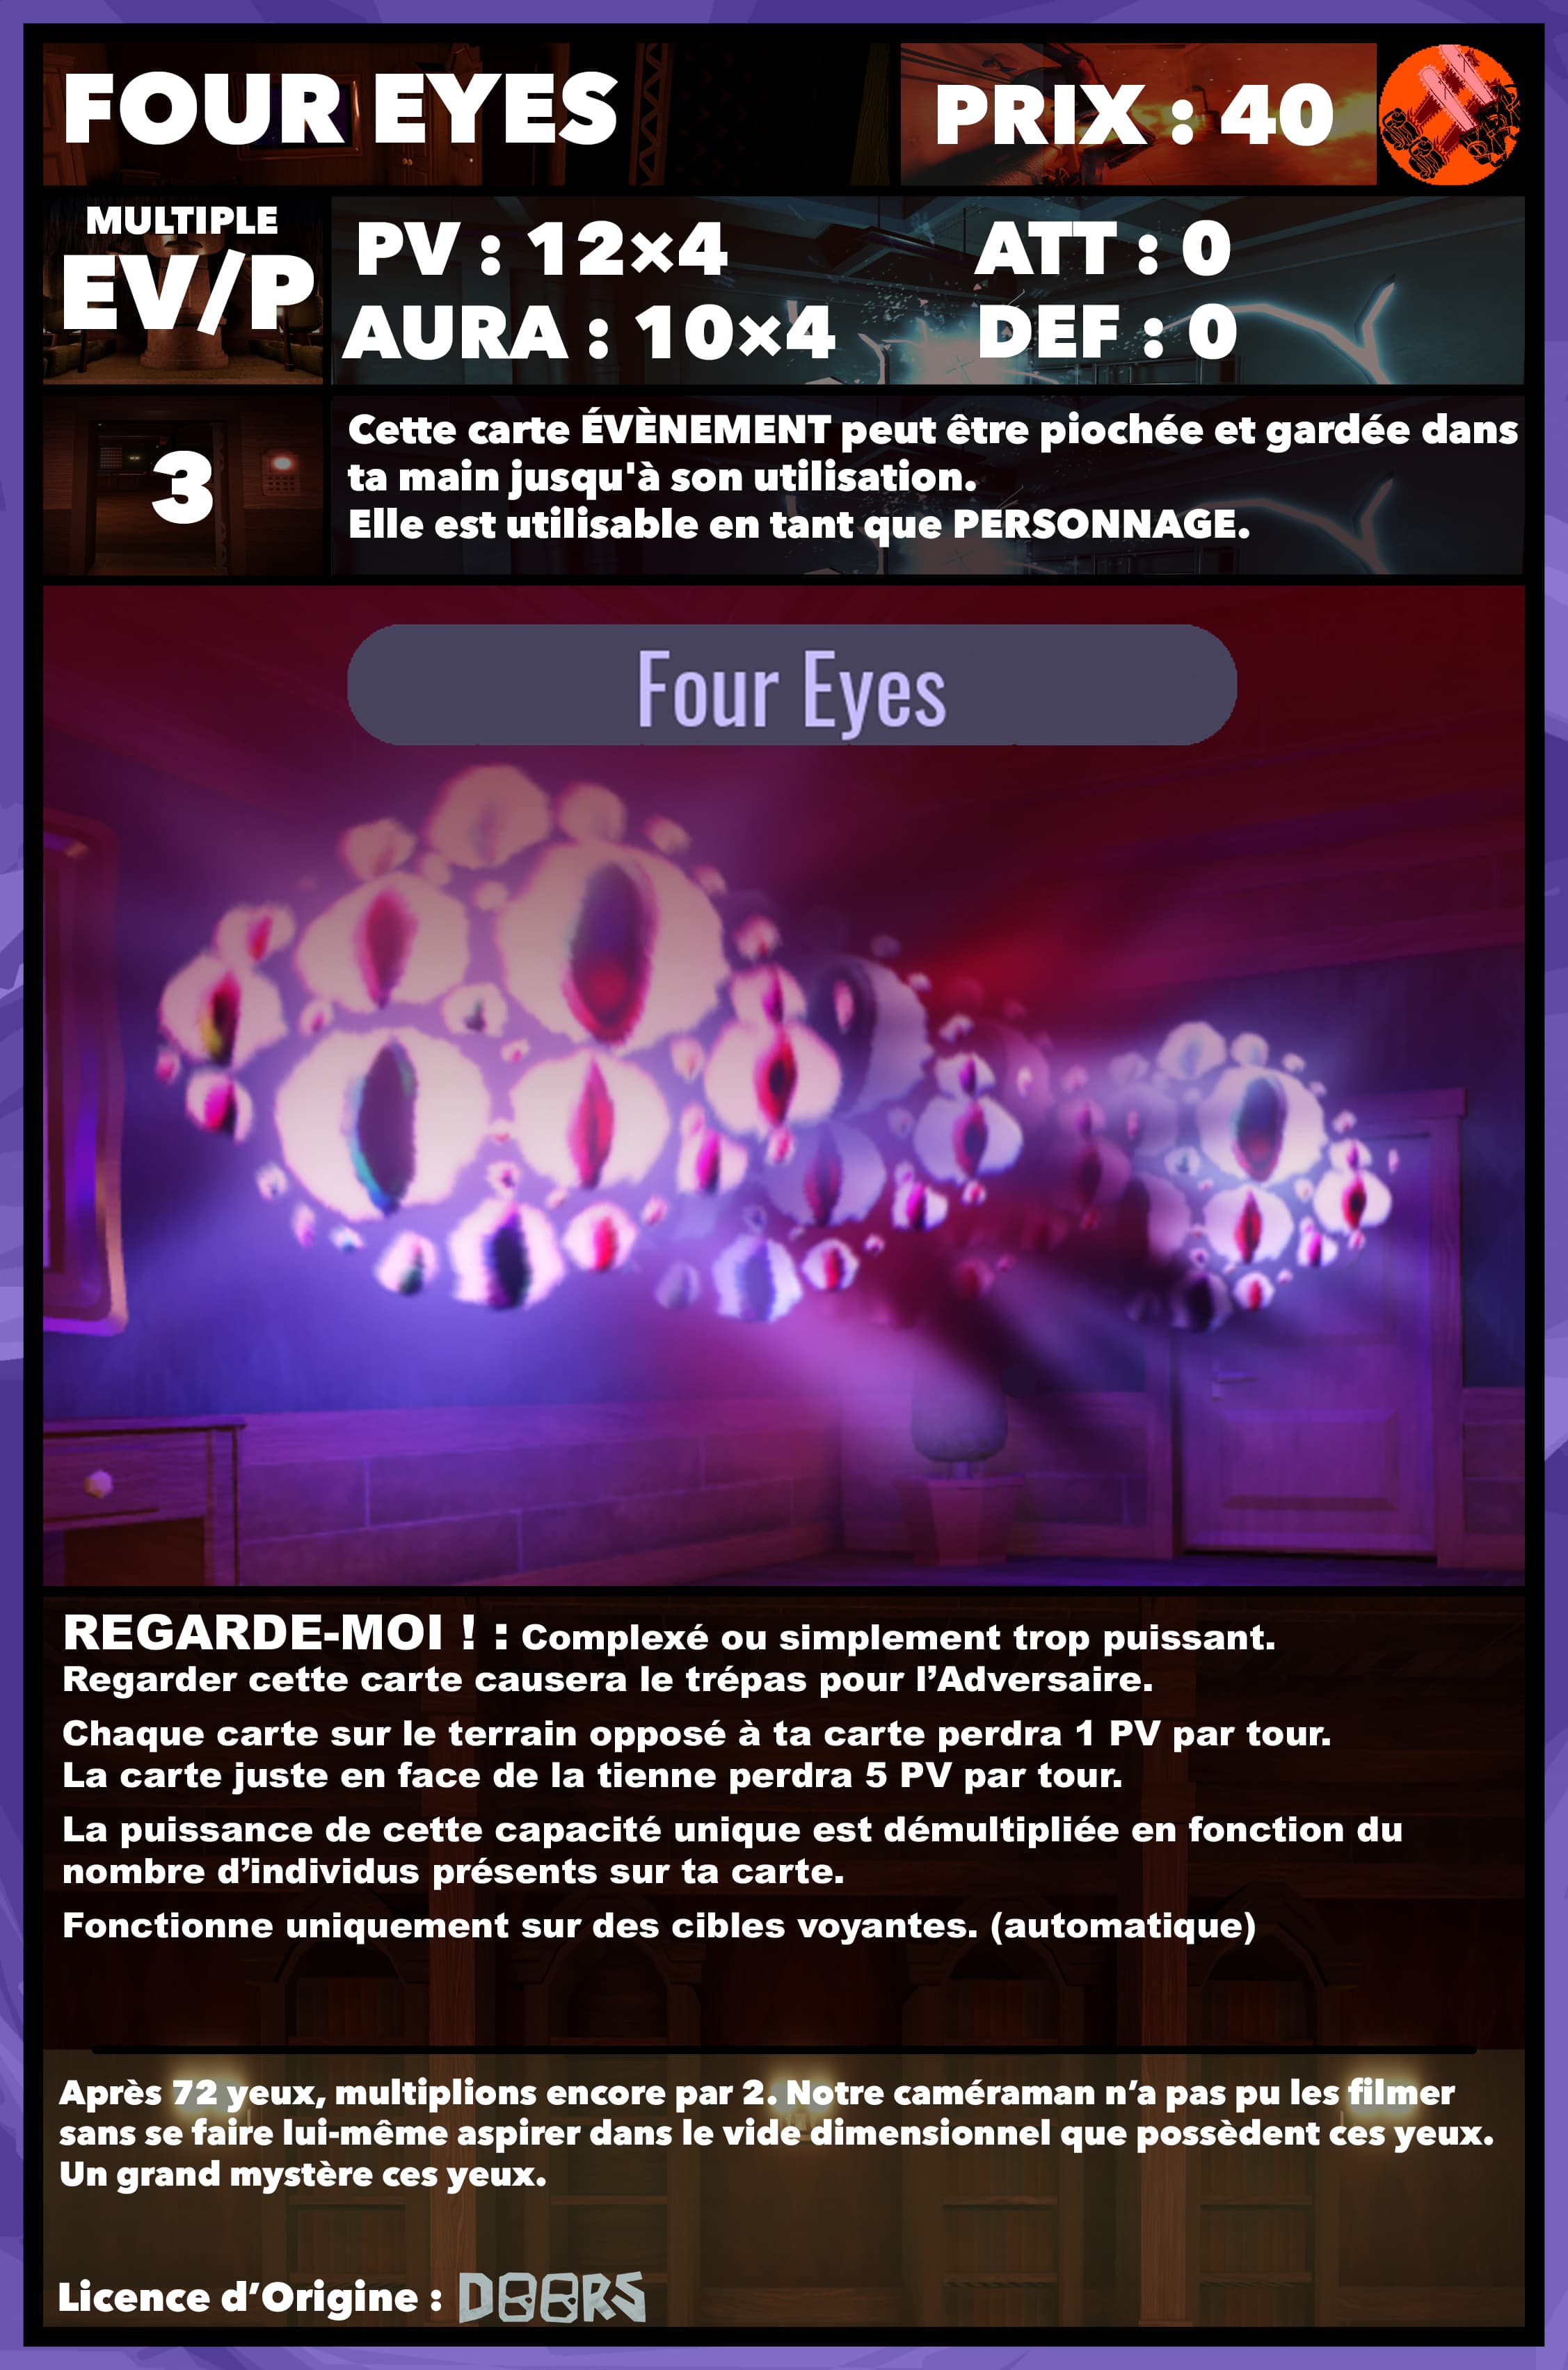 FOUR EYES
PRIX : 40
MULTIPLE
EV/P
PV : 12×4
ATT : 0
AURA : 10×4
DEF : 0
3
Cette carte ÉVÈNEMENT peut être piochée et gardée dans
ta main jusqu'à son utilisation.
Elle est utilisable en tant que PERSONNAGE.
Four Eyes
REGARDE-MOI ! : Complexé ou simplement trop puissant.
Regarder cette carte causera le trépas pour l’Adversaire.
Chaque carte sur le terrain opposé à ta carte perdra 1 PV par tour.
La carte juste en face de la tienne perdra 5 PV par tour.
La puissance de cette capacité unique est démultipliée en fonction du
nombre d’individus présents sur ta carte.
Fonctionne uniquement sur des cibles voyantes. (automatique)
Après 72 yeux, multiplions encore par 2. Notre caméraman n’a pas pu les filmer
sans se faire lui-même aspirer dans le vide dimensionnel que possèdent ces yeux.
Un grand mystère ces yeux.
Licence d’Origine : DOORS